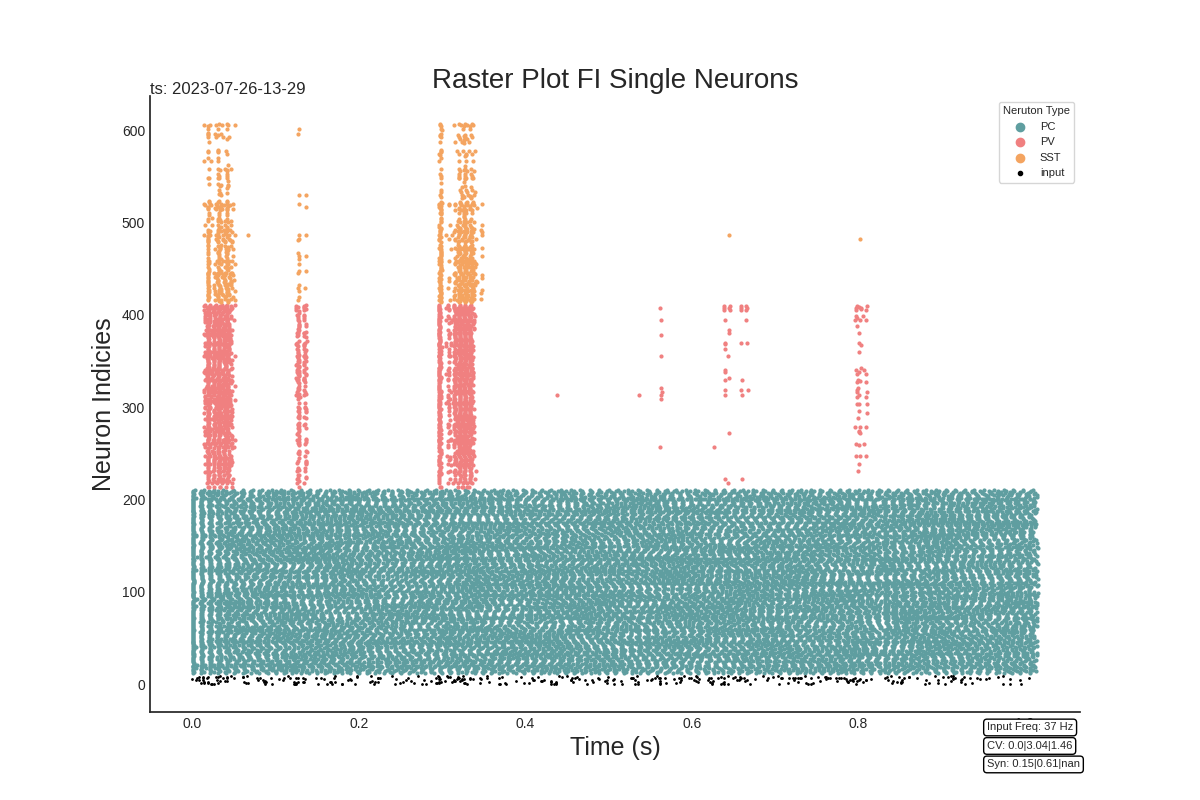 Raster Plot FI Single Neurons
ts: 2023-07-26-13-29
Neruton Type
PC
PV
SST
input
600
500
400
300
200
100
0
Neuron Indicies
0.0 0.2 0.4 0.6 0.8
Time (s)
Input Freq: 37 Hz
CV: 0.0|3.04|1.46
Syn: 0.15|0.61|nan